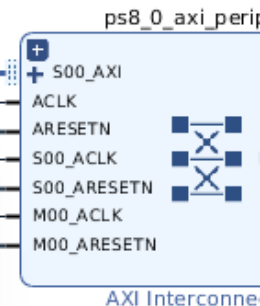 ps8_0_axi_perip
S00_AXI
ACLK
ARESETN
S00_ACLK
S00_ARESETN
M00_ACLK
M00_ARESETN
AXI Interconne